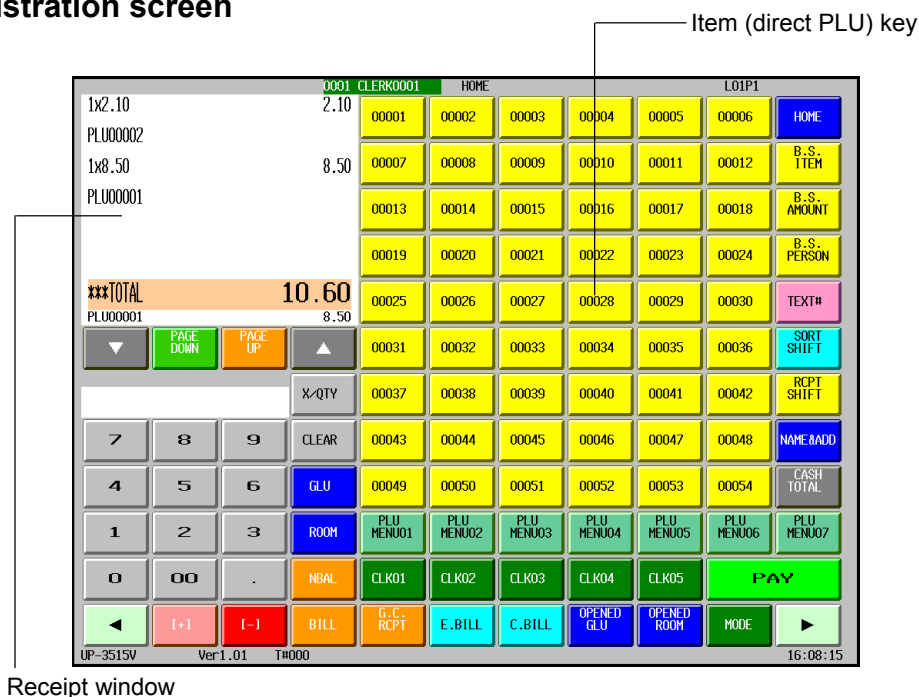 istration screen
Item (direct PLU) key
0001 CLERK0001 HOME L01P1
1x2.10 2.10
PLU00002
1x8.50 8.50
PLU00001
***TOTAL 10.60
PLU00001 8.50
00001 00002 00003 00004 00005 00006 HOME
00007 00008 00009 00010 00011 00012 B.S. ITEM
00013 00014 00015 00016 00017 00018 B.S. AMOUNT
00019 00020 00021 00022 00023 00024 B.S. PERSON
00025 00026 00027 00028 00029 00030 TEXT#
PAGE DOWN PAGE UP 00031 00032 00033 00034 00035 00036 SORT SHIFT
X/QTY 00037 00038 00039 00040 00041 00042 RCPT SHIFT
7 8 9 CLEAR 00043 00044 00045 00046 00047 00048 NAME&ADD
4 5 6 GLU 00049 00050 00051 00052 00053 00054 CASH TOTAL
1 2 3 ROOM PLU MENU01 PLU MENU02 PLU MENU03 PLU MENU04 PLU MENU05 PLU MENU06 PLU MENU07
0 00 . NBAL CLK01 CLK02 CLK03 CLK04 CLK05 PAY
[+] [-] BILL G.C. RCPT E.BILL C.BILL OPENED GLU OPENED ROOM MODE
UP-3515V Ver1.01 T#000 16:08:15
Receipt window